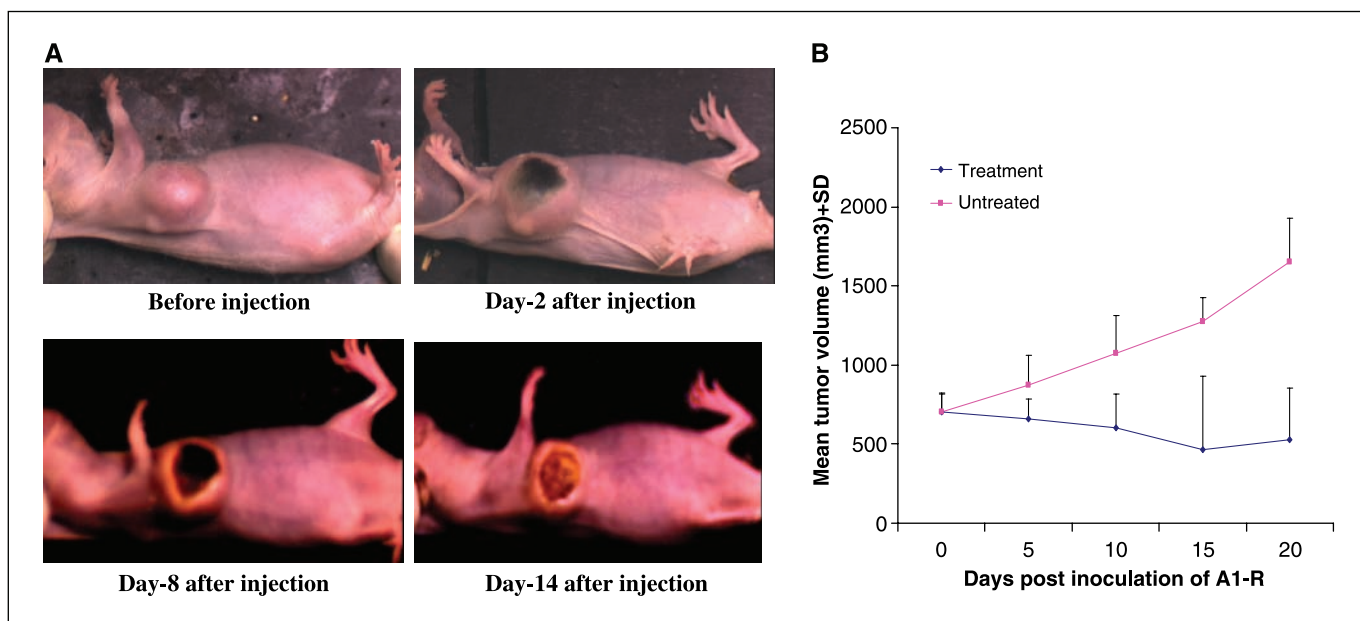 A
Before injection
Day-2 after injection
Day-8 after injection
Day-14 after injection
B
Mean tumor volume (mm3)+SD
2500
2000
1500
1000
500
0
Treatment
Untreated
0 5 10 15 20
Days post inoculation of A1-R